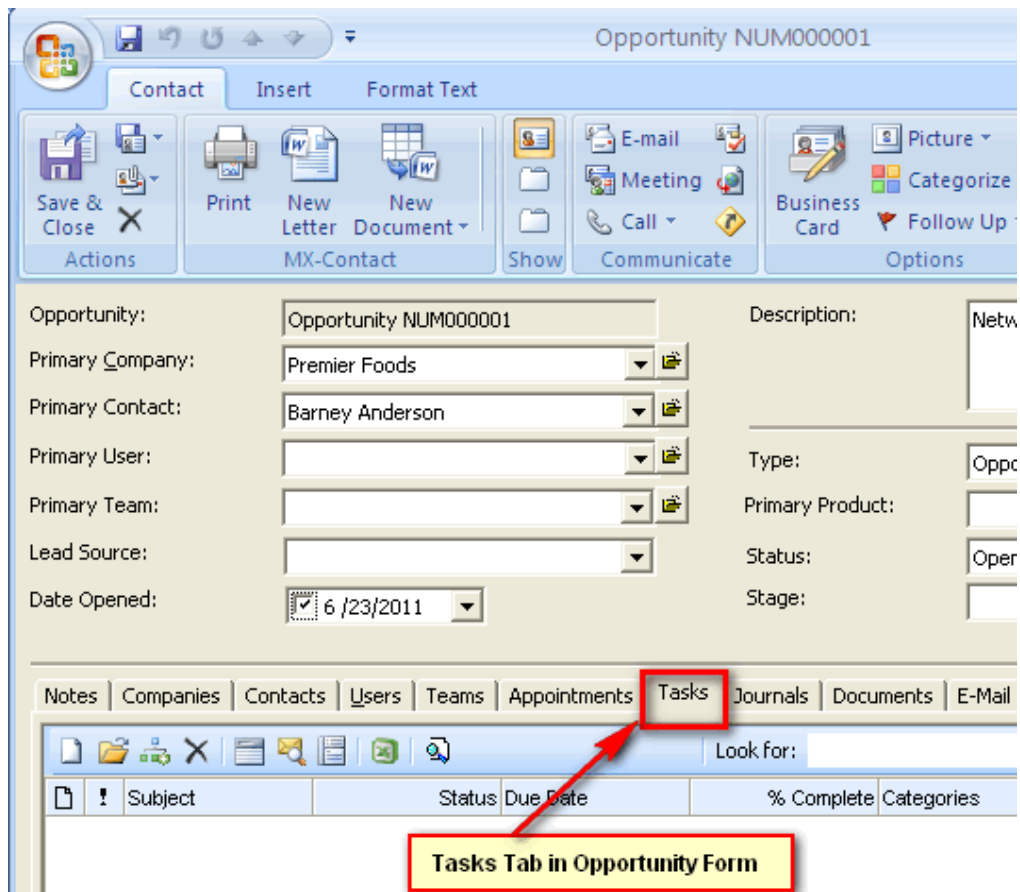 Opportunity NUM000001
Contact Insert Format Text
Save & Close
Print
New Letter
New Document
E-mail
Meeting
Call
Business Card
Picture
Categorize
Follow Up
Actions MX-Contact Show Communicate Options
Opportunity: Opportunity NUM000001 Description: Netw
Primary Company: Premier Foods
Primary Contact: Barney Anderson
Primary User: Type: Oppo
Primary Team: Primary Product:
Lead Source: Status: Open
Date Opened: 6 /23/2011 Stage:
Notes Companies Contacts Users Teams Appointments Tasks Journals Documents E-Mail
Look for:
! Subject Status Due Date % Complete Categories
Tasks Tab in Opportunity Form